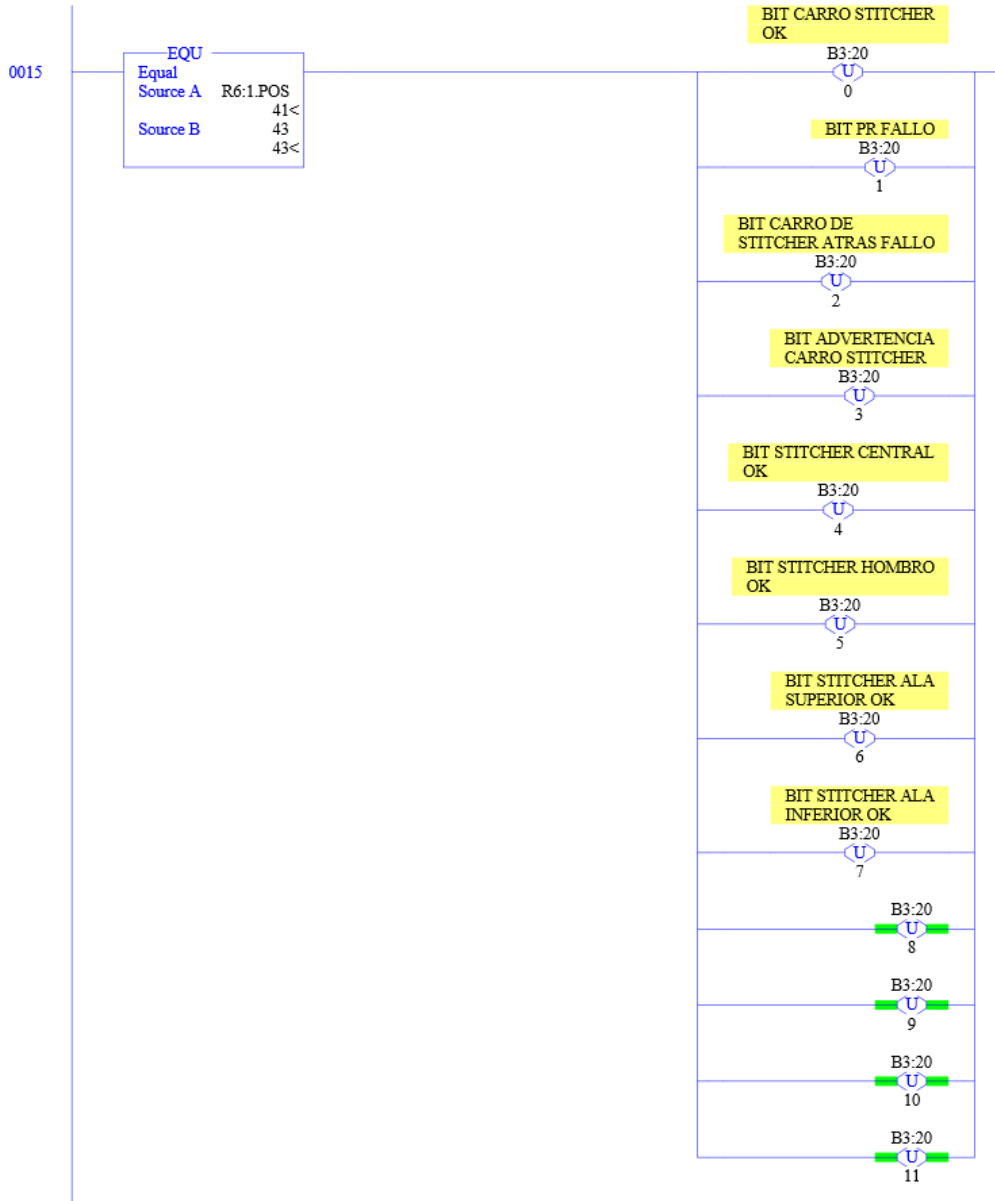 BIT CARRO STITCHER
OK
B3:20
U
0
0015
EQU
Equal
Source A R6:1.POS
41<
Source B 43
43<
BIT PR FALLO
B3:20
U
1
BIT CARRO DE
STITCHER ATRAS FALLO
B3:20
U
2
BIT ADVERTENCIA
CARRO STITCHER
B3:20
U
3
BIT STITCHER CENTRAL
OK
B3:20
U
4
BIT STITCHER HOMBRO
OK
B3:20
U
5
BIT STITCHER ALA
SUPERIOR OK
B3:20
U
6
BIT STITCHER ALA
INFERIOR OK
B3:20
U
7
B3:20
U
8
B3:20
U
9
B3:20
U
10
B3:20
U
11